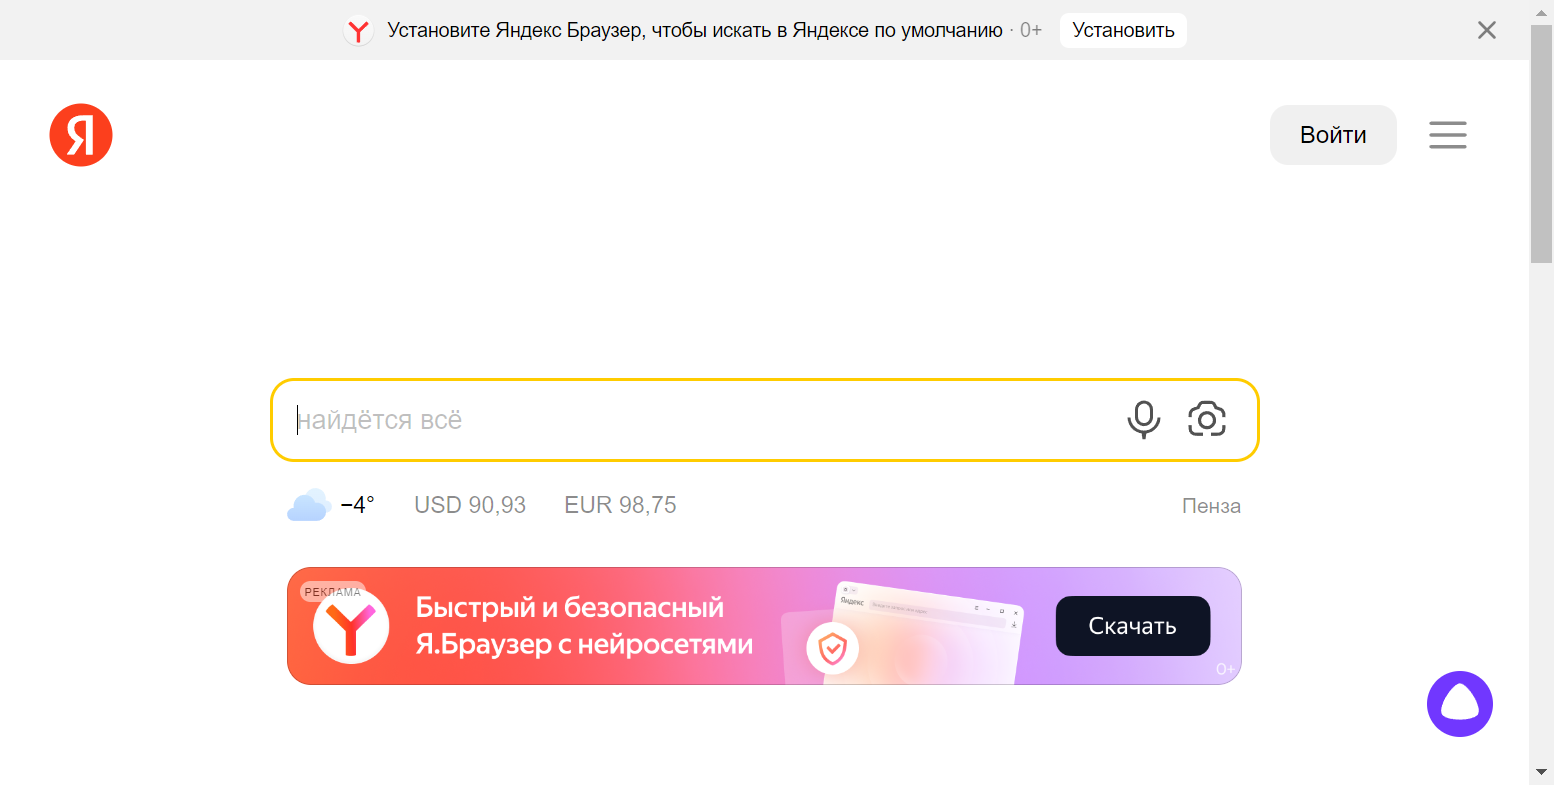 Установите Яндекс Браузер, чтобы искать в Яндексе по умолчанию · 0+ Установить
Я
Войти
найдётся всё
−4° USD 90,93 EUR 98,75 Пенза
РЕКЛАМА
Быстрый и безопасный
Я.Браузер с нейросетями
Яндекс
Скачать
0+